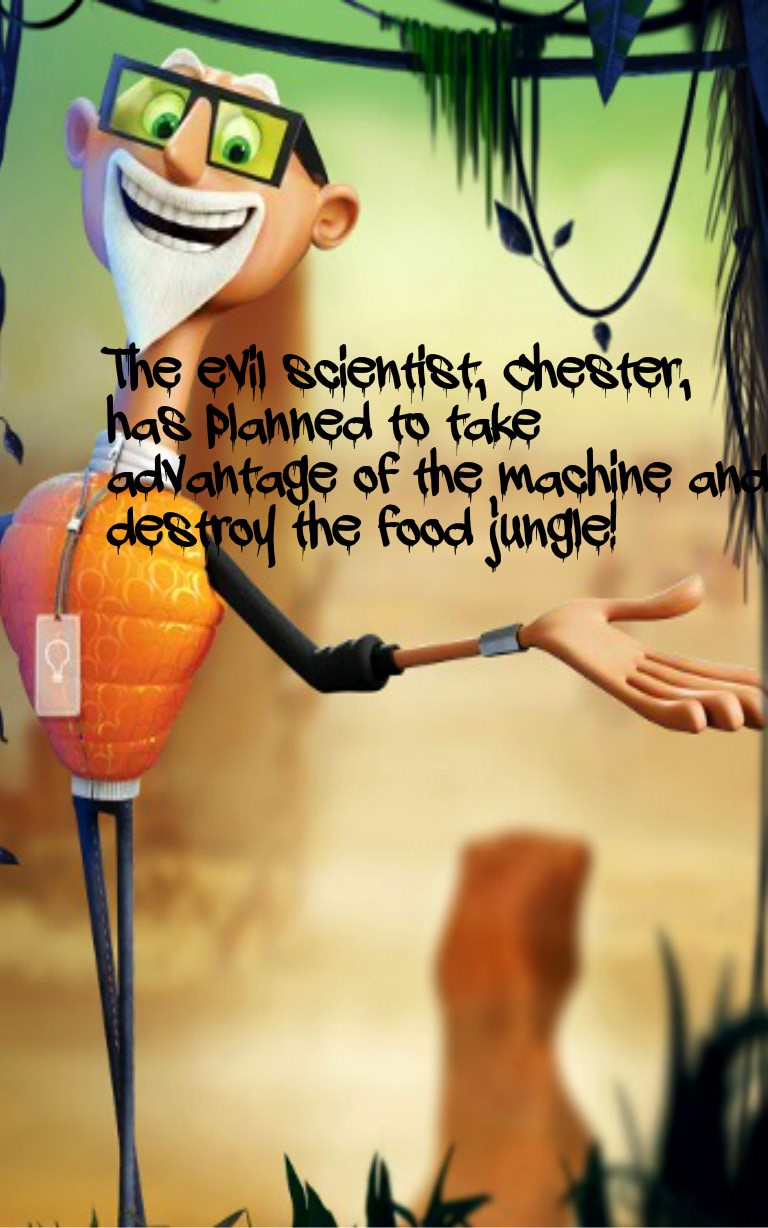 The evil scientist, chester,
has planned to take
advantage of the machine and
destroy the food jungle!